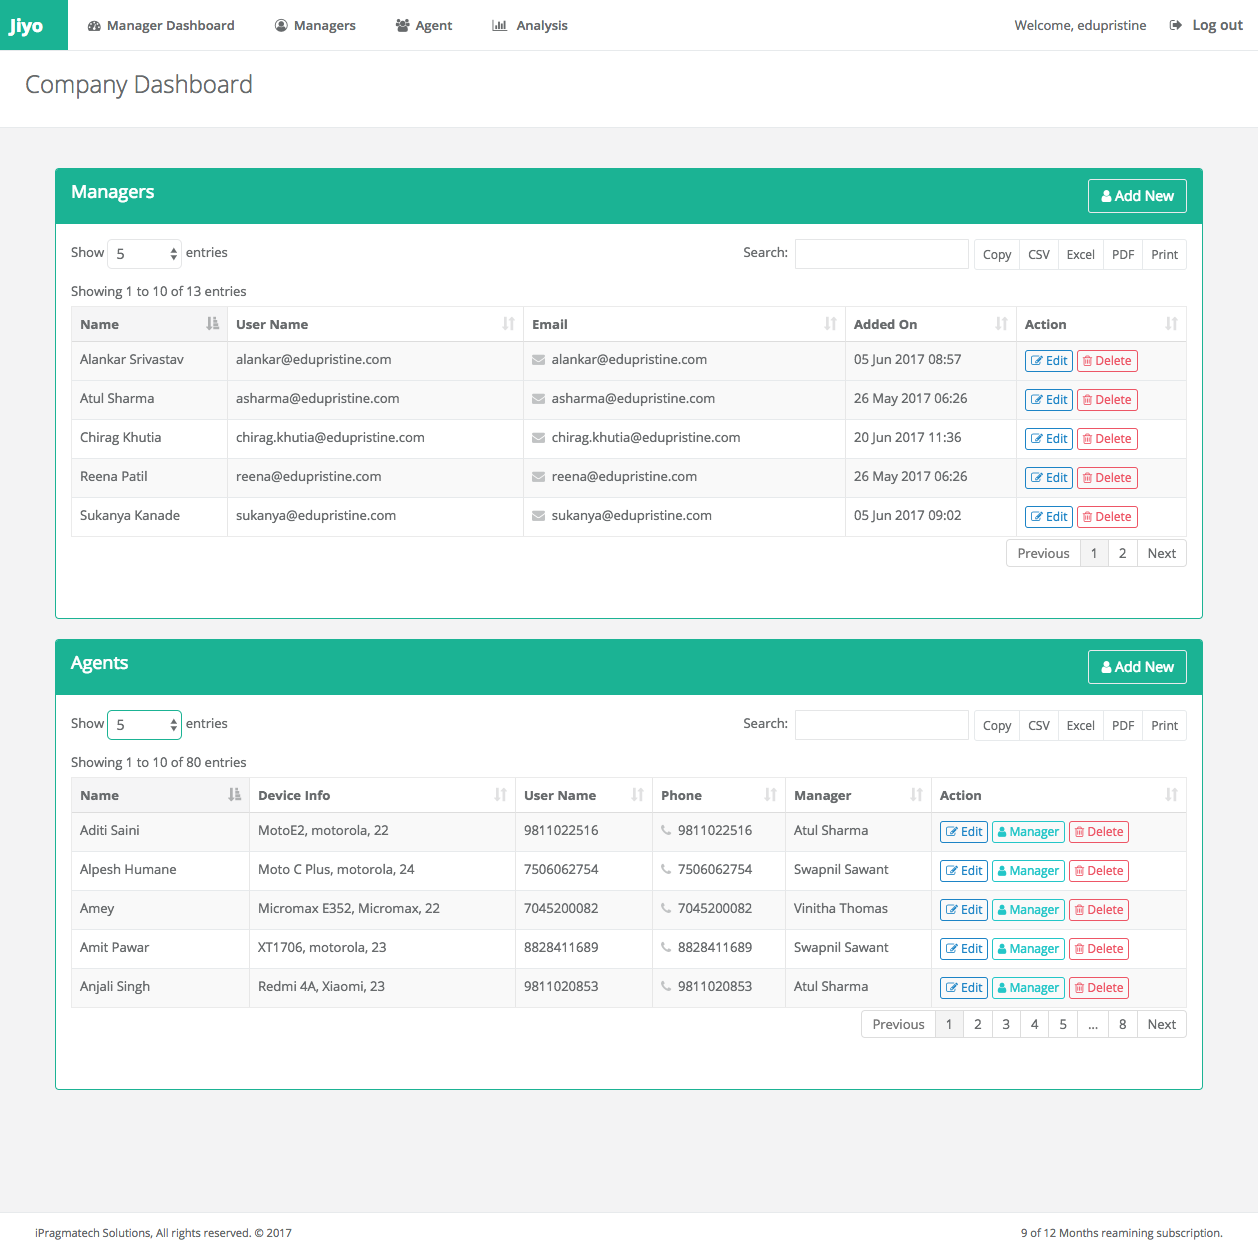 Jiyo Manager Dashboard Managers Agent Analysis Welcome, edupristine Log out
Company Dashboard
Managers Add New
Show 5 entries Search: Copy CSV Excel PDF Print
Showing 1 to 10 of 13 entries
Name User Name Email Added On Action
Alankar Srivastav alankar@edupristine.com alankar@edupristine.com 05 Jun 2017 08:57 Edit Delete
Atul Sharma asharma@edupristine.com asharma@edupristine.com 26 May 2017 06:26 Edit Delete
Chirag Khutia chirag.khutia@edupristine.com chirag.khutia@edupristine.com 20 Jun 2017 11:36 Edit Delete
Reena Patil reena@edupristine.com reena@edupristine.com 26 May 2017 06:26 Edit Delete
Sukanya Kanade sukanya@edupristine.com sukanya@edupristine.com 05 Jun 2017 09:02 Edit Delete
Previous 1 2 Next
Agents Add New
Show 5 entries Search: Copy CSV Excel PDF Print
Showing 1 to 10 of 80 entries
Name Device Info User Name Phone Manager Action
Aditi Saini MotoE2, motorola, 22 9811022516 9811022516 Atul Sharma Edit Manager Delete
Alpesh Humane Moto C Plus, motorola, 24 7506062754 7506062754 Swapnil Sawant Edit Manager Delete
Amey Micromax E352, Micromax, 22 7045200082 7045200082 Vinitha Thomas Edit Manager Delete
Amit Pawar XT1706, motorola, 23 8828411689 8828411689 Swapnil Sawant Edit Manager Delete
Anjali Singh Redmi 4A, Xiaomi, 23 9811020853 9811020853 Atul Sharma Edit Manager Delete
Previous 1 2 3 4 5 ... 8 Next
iPragmatech Solutions, All rights reserved. © 2017 9 of 12 Months reamining subscription.